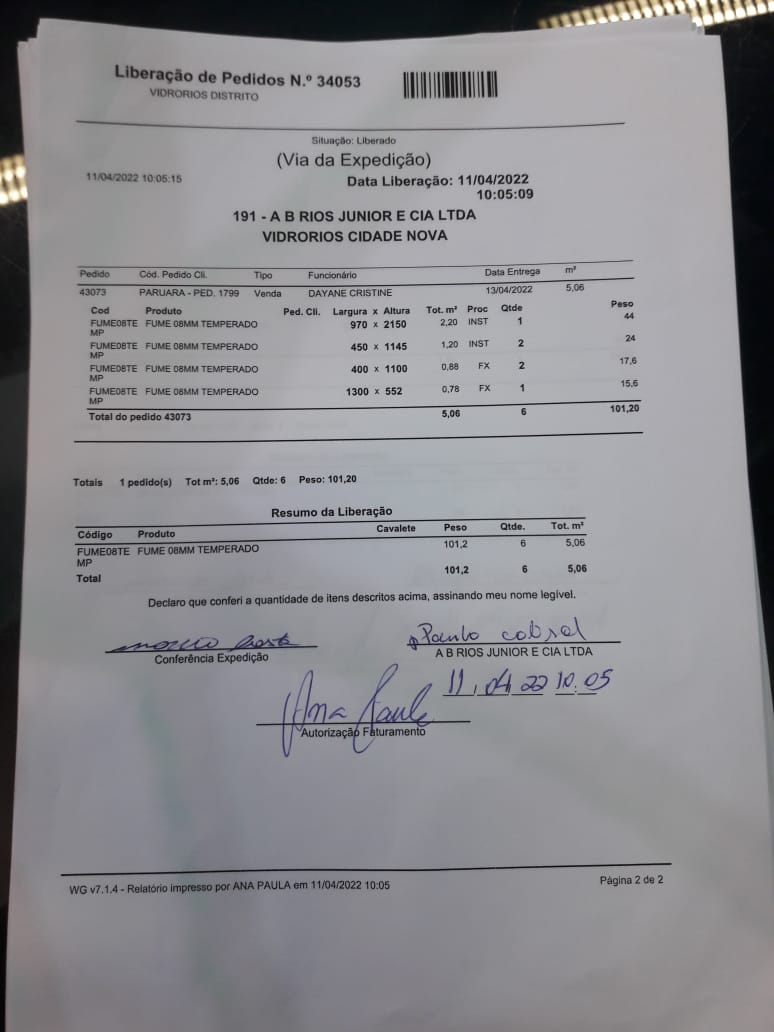 Liberação de Pedidos N.º 34053
VIDRORIOS DISTRITO
Situação: Liberado
(Via da Expedição)
11/04/2022 10:05:15
Data Liberação: 11/04/2022
10:05:09
191 - A B RIOS JUNIOR E CIA LTDA
VIDRORIOS CIDADE NOVA
Pedido Cód. Pedido Cli. Tipo Funcionário Data Entrega m²
43073 PARUARA - PED. 1799 Venda DAYANE CRISTINE 13/04/2022 5,06
Cod Produto Ped. Cli. Largura x Altura Tot. m² Proc Qtde Peso
FUME08TE FUME 08MM TEMPERADO 970 x 2150 2,20 INST 1 44
MP
FUME08TE FUME 08MM TEMPERADO 450 x 1145 1,20 INST 2 24
MP
FUME08TE FUME 08MM TEMPERADO 400 x 1100 0,88 FX 2 17,6
MP
FUME08TE FUME 08MM TEMPERADO 1300 x 552 0,78 FX 1 15,6
MP
Total do pedido 43073 5,06 6 101,20
Totais 1 pedido(s) Tot m²: 5,06 Qtde: 6 Peso: 101,20
Resumo da Liberação
Código Produto Cavalete Peso Qtde. Tot. m²
FUME08TE FUME 08MM TEMPERADO 101,2 6 5,06
MP
Total 101,2 6 5,06
Declaro que conferi a quantidade de itens descritos acima, assinando meu nome legível.
Paulo cabral
Conferência Expedição A B RIOS JUNIOR E CIA LTDA
11 04 22 10:05
Ana Paula
Autorização Faturamento
WG v7.1.4 - Relatório impresso por ANA PAULA em 11/04/2022 10:05 Página 2 de 2